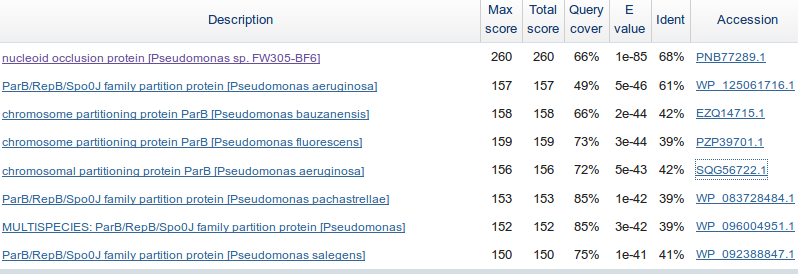 Description Max score Total score Query cover E value Ident Accession
nucleoid occlusion protein [Pseudomonas sp. FW305-BF6] 260 260 66% 1e-85 68% PNB77289.1
ParB/RepB/Spo0J family partition protein [Pseudomonas aeruginosa] 157 157 49% 5e-46 61% WP_125061716.1
chromosome partitioning protein ParB [Pseudomonas bauzanensis] 158 158 66% 2e-44 42% EZQ14715.1
chromosome partitioning protein ParB [Pseudomonas fluorescens] 159 159 73% 3e-44 39% PZP39701.1
chromosomal partitioning protein ParB [Pseudomonas aeruginosa] 156 156 72% 5e-43 42% SQG56722.1
ParB/RepB/Spo0J family partition protein [Pseudomonas pachastrellae] 153 153 85% 1e-42 39% WP_083728484.1
MULTISPECIES: ParB/RepB/Spo0J family partition protein [Pseudomonas] 152 152 85% 3e-42 39% WP_096004951.1
ParB/RepB/Spo0J family partition protein [Pseudomonas salegens] 150 150 75% 1e-41 41% WP_092388847.1